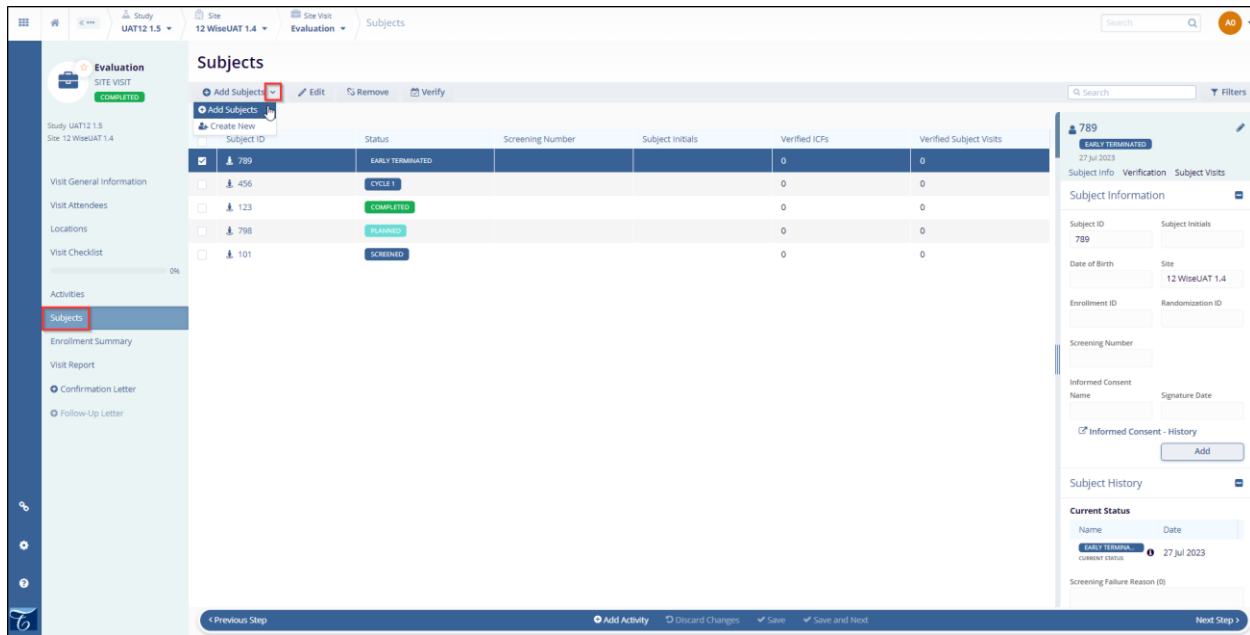 Study
UAT12 1.5
Site
12 WiseUAT 1.4
Site Visit
Evaluation
Subjects
Search
AO
Evaluation
SITE VISIT
COMPLETED
Study UAT12 1.5
Site 12 WiseUAT 1.4
Visit General Information
Visit Attendees
Locations
Visit Checklist
0%
Activities
Subjects
Enrollment Summary
Visit Report
Confirmation Letter
Follow-Up Letter
Subjects
Add Subjects Edit Remove Verify
Search Filters
Add Subjects
Create New
Subject ID Status Screening Number Subject Initials Verified ICFs Verified Subject Visits
789 EARLY TERMINATED 0 0
456 CYCLE 1 0 0
123 COMPLETED 0 0
798 PLANNED 0 0
101 SCREENED 0 0
789
EARLY TERMINATED
27 Jul 2023
Subject Info Verification Subject Visits
Subject Information
Subject ID Subject Initials
789
Date of Birth Site
12 WiseUAT 1.4
Enrollment ID Randomization ID
Screening Number
Informed Consent
Name Signature Date
Informed Consent - History
Add
Subject History
Current Status
Name Date
EARLY TERMINA... 27 Jul 2023
CURRENT STATUS
Screening Failure Reason (0)
Previous Step Add Activity Discard Changes Save Save and Next Next Step